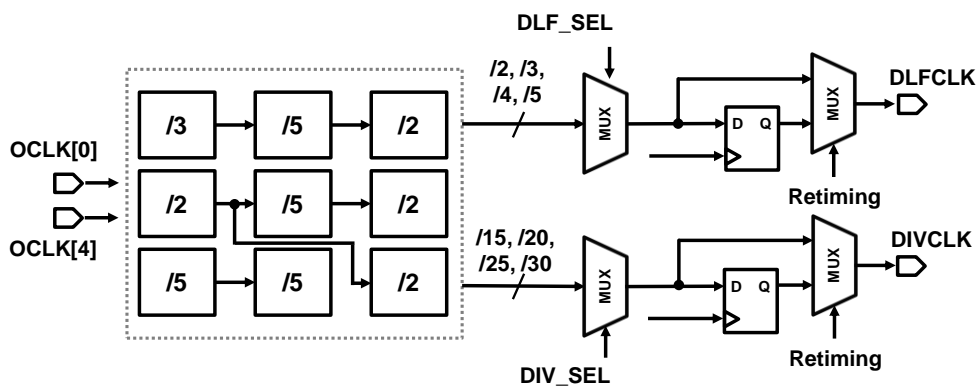 DLF_SEL
/2, /3,
/4, /5
MUX
D Q
MUX
DLFCLK
Retiming
OCLK[0]
OCLK[4]
/3
/5
/2
/2
/5
/2
/5
/5
/2
/15, /20,
/25, /30
MUX
D Q
MUX
DIVCLK
Retiming
DIV_SEL